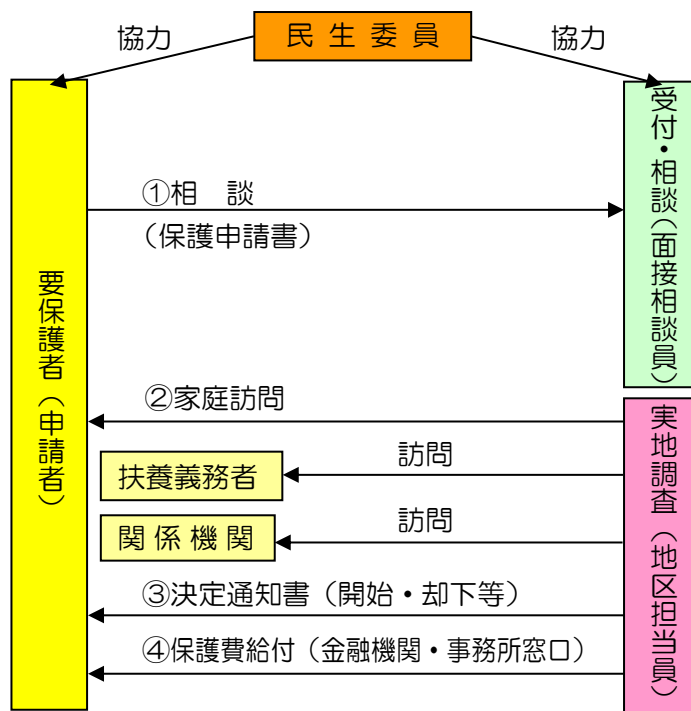 協力
民生委員
協力
要保護者（申請者）
受付・相談（面接相談員）
①相　談
（保護申請書）
②家庭訪問
実地調査（地区担当員）
訪問
扶養義務者
訪問
関係機関
③決定通知書（開始・却下等）
④保護費給付（金融機関・事務所窓口）